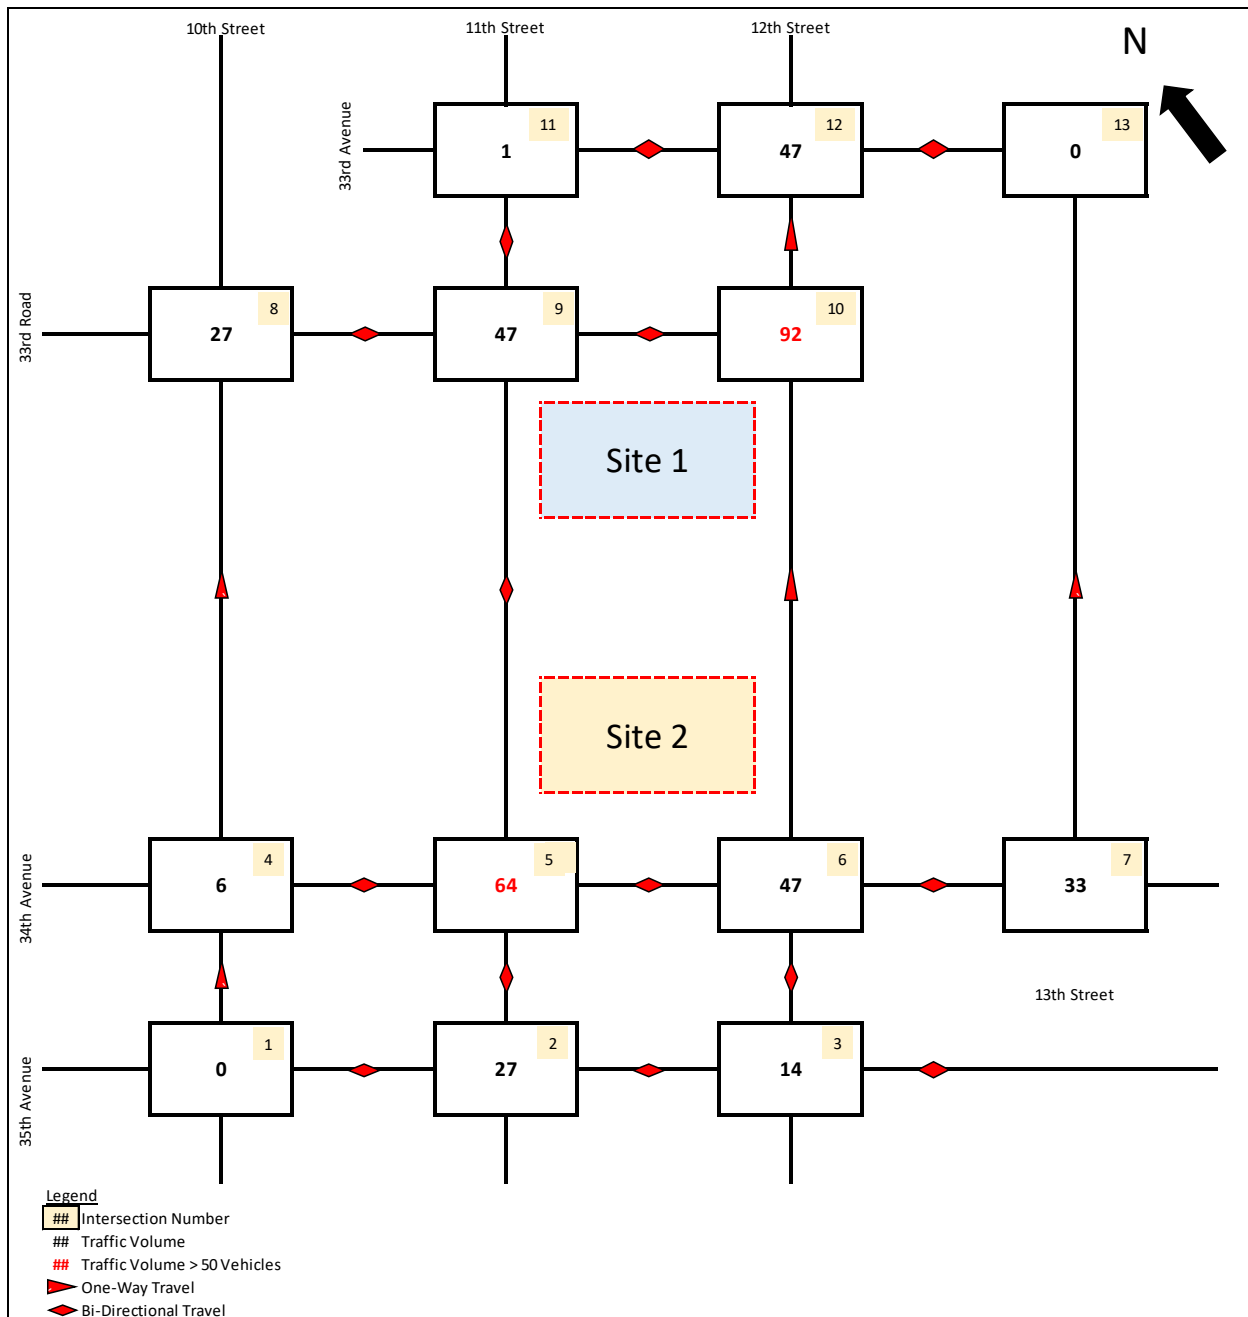 10th Street
11th Street
12th Street
N
33rd Avenue
11
1
12
47
13
0
33rd Road
8
27
9
47
10
92
Site 1
Site 2
34th Avenue
4
6
5
64
6
47
7
33
13th Street
35th Avenue
1
0
2
27
3
14
Legend
## Intersection Number
## Traffic Volume
## Traffic Volume > 50 Vehicles
One-Way Travel
Bi-Directional Travel